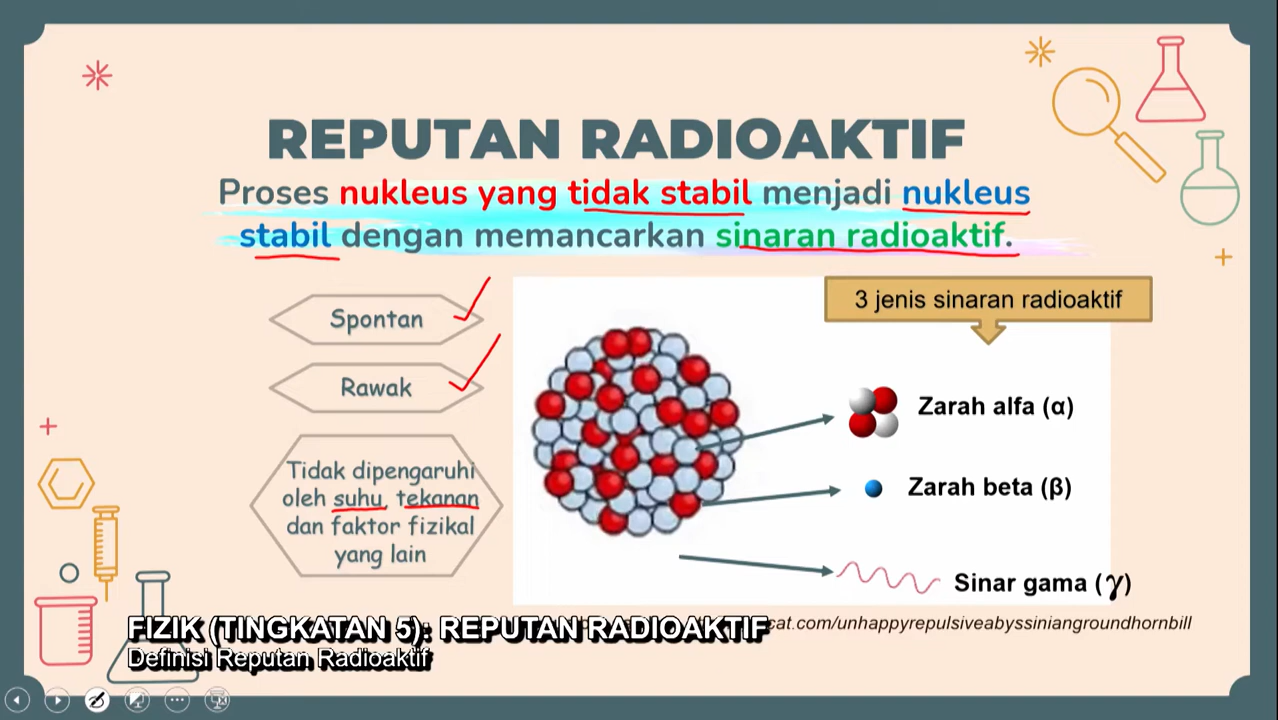 REPUTAN RADIOAKTIF
Proses nukleus yang tidak stabil menjadi nukleus
stabil dengan memancarkan sinaran radioaktif.
Spontan
Rawak
Tidak dipengaruhi
oleh suhu, tekanan
dan faktor fizikal
yang lain
3 jenis sinaran radioaktif
Zarah alfa (α)
Zarah beta (β)
Sinar gama (γ)
cat.com/unhappyrepulsiveabyssiniangroundhornbill
FIZIK (TINGKATAN 5): REPUTAN RADIOAKTIF
Definisi Reputan Radioaktif